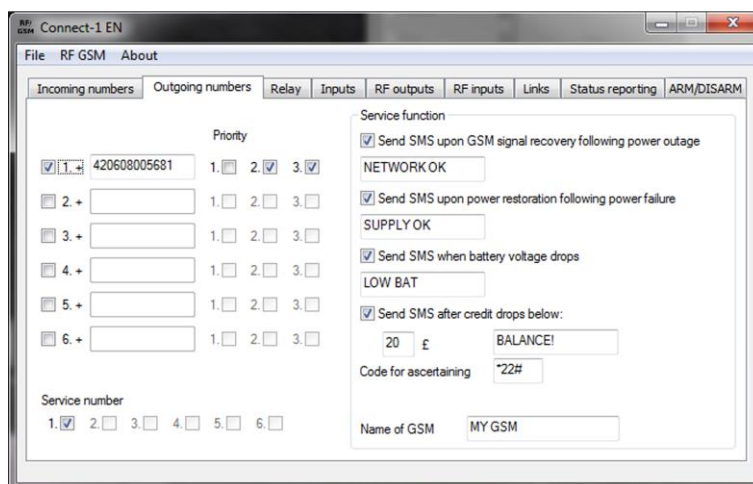 RF/ GSM Connect-1 EN
File RF GSM About
Incoming numbers Outgoing numbers Relay Inputs RF outputs RF inputs Links Status reporting ARM/DISARM
Priority
1. + 420608005681 1. 2. 3.
2. + 1. 2. 3.
3. + 1. 2. 3.
4. + 1. 2. 3.
5. + 1. 2. 3.
6. + 1. 2. 3.
Service number
1. 2. 3. 4. 5. 6.
Service function
Send SMS upon GSM signal recovery following power outage
NETWORK OK
Send SMS upon power restoration following power failure
SUPPLY OK
Send SMS when battery voltage drops
LOW BAT
Send SMS after credit drops below:
20 £ BALANCE!
Code for ascertaining *22#
Name of GSM MY GSM